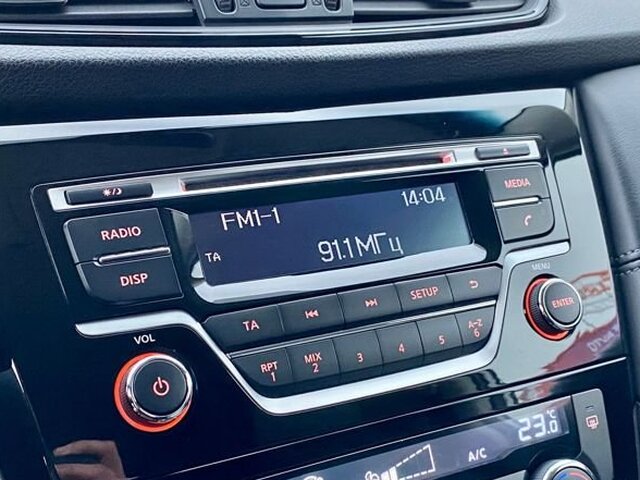 FM1-1 14:04
TA 91.1МГц
RADIO
DISP
MEDIA
VOL
TA
SETUP
MENU
ENTER
RPT 1
MIX 2
3
4
5
A-Z 6
A/C
23.0 °C